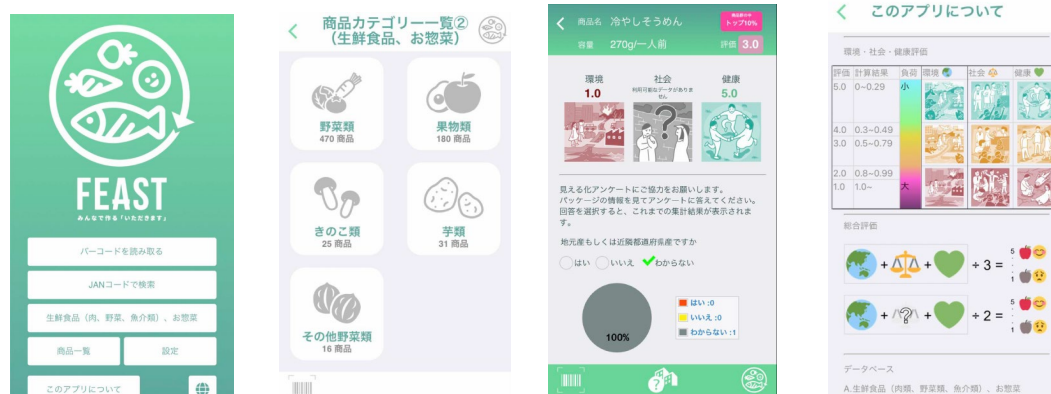 FEAST
みんなで作る「いただきます」
バーコードを読み取る
JANコードで検索
生鮮食品（肉、野菜、魚介類）、お惣菜
商品一覧
設定
このアプリについて
商品カテゴリー一覧②
（生鮮食品、お惣菜）
野菜類
470 商品
果物類
180 商品
きのこ類
25 商品
芋類
31 商品
その他野菜類
16 商品
商品名 冷やしそうめん
トップ10%
容量 270g/一人前
評価 3.0
環境
1.0
社会
利用可能なデータがありま
せん
健康
5.0
見える化アンケートにご協力をお願いします。
パッケージの情報を見てアンケートに答えてください。
回答を選択すると、これまでの集計結果が表示されま
す。
地元産もしくは近隣都道府県産ですか
はい いいえ わからない
100%
はい :0
いいえ :0
わからない :1
このアプリについて
環境・社会・健康評価
評価 計算結果 負荷 環境 社会 健康
5.0 0~0.29 小
4.0 0.3~0.49
3.0 0.5~0.79
2.0 0.8~0.99
1.0 1.0~ 大
総合評価
+ + ÷ 3 = 5
1
+ ? + ÷ 2 = 5
1
データベース
A.生鮮食品（肉類、野菜類、魚介類）、お惣菜